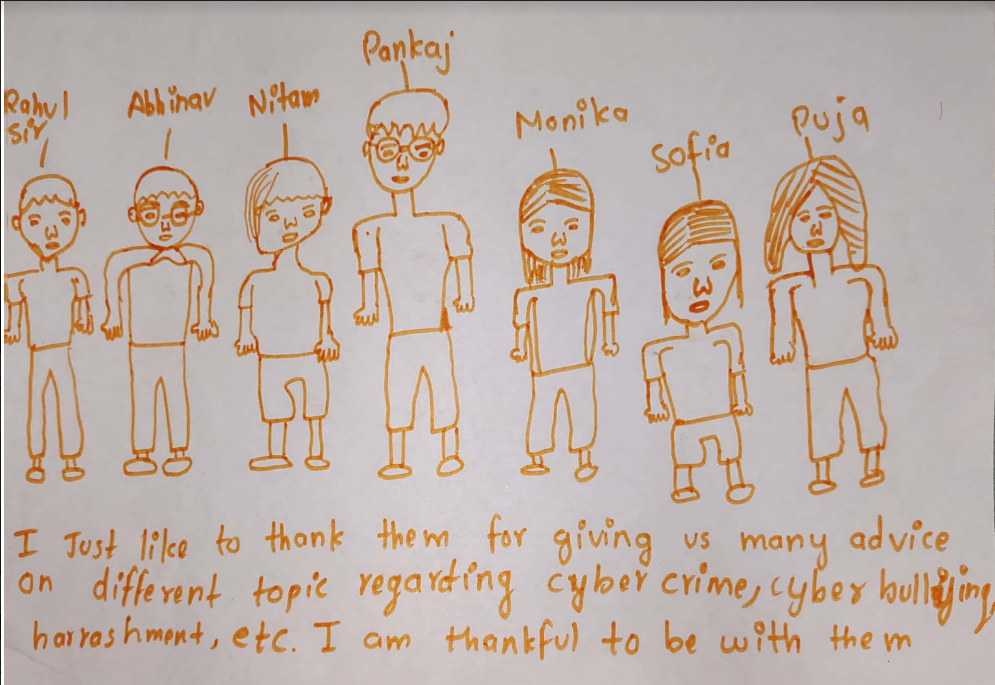 Rahul
Sir
Abhinav
Nitam
Pankaj
Monika
Sofia
Puja
I Just like to thank them for giving us many advice
on different topic regarding cyber crime, cyber bullijing,
harrashment, etc. I am thankful to be with them